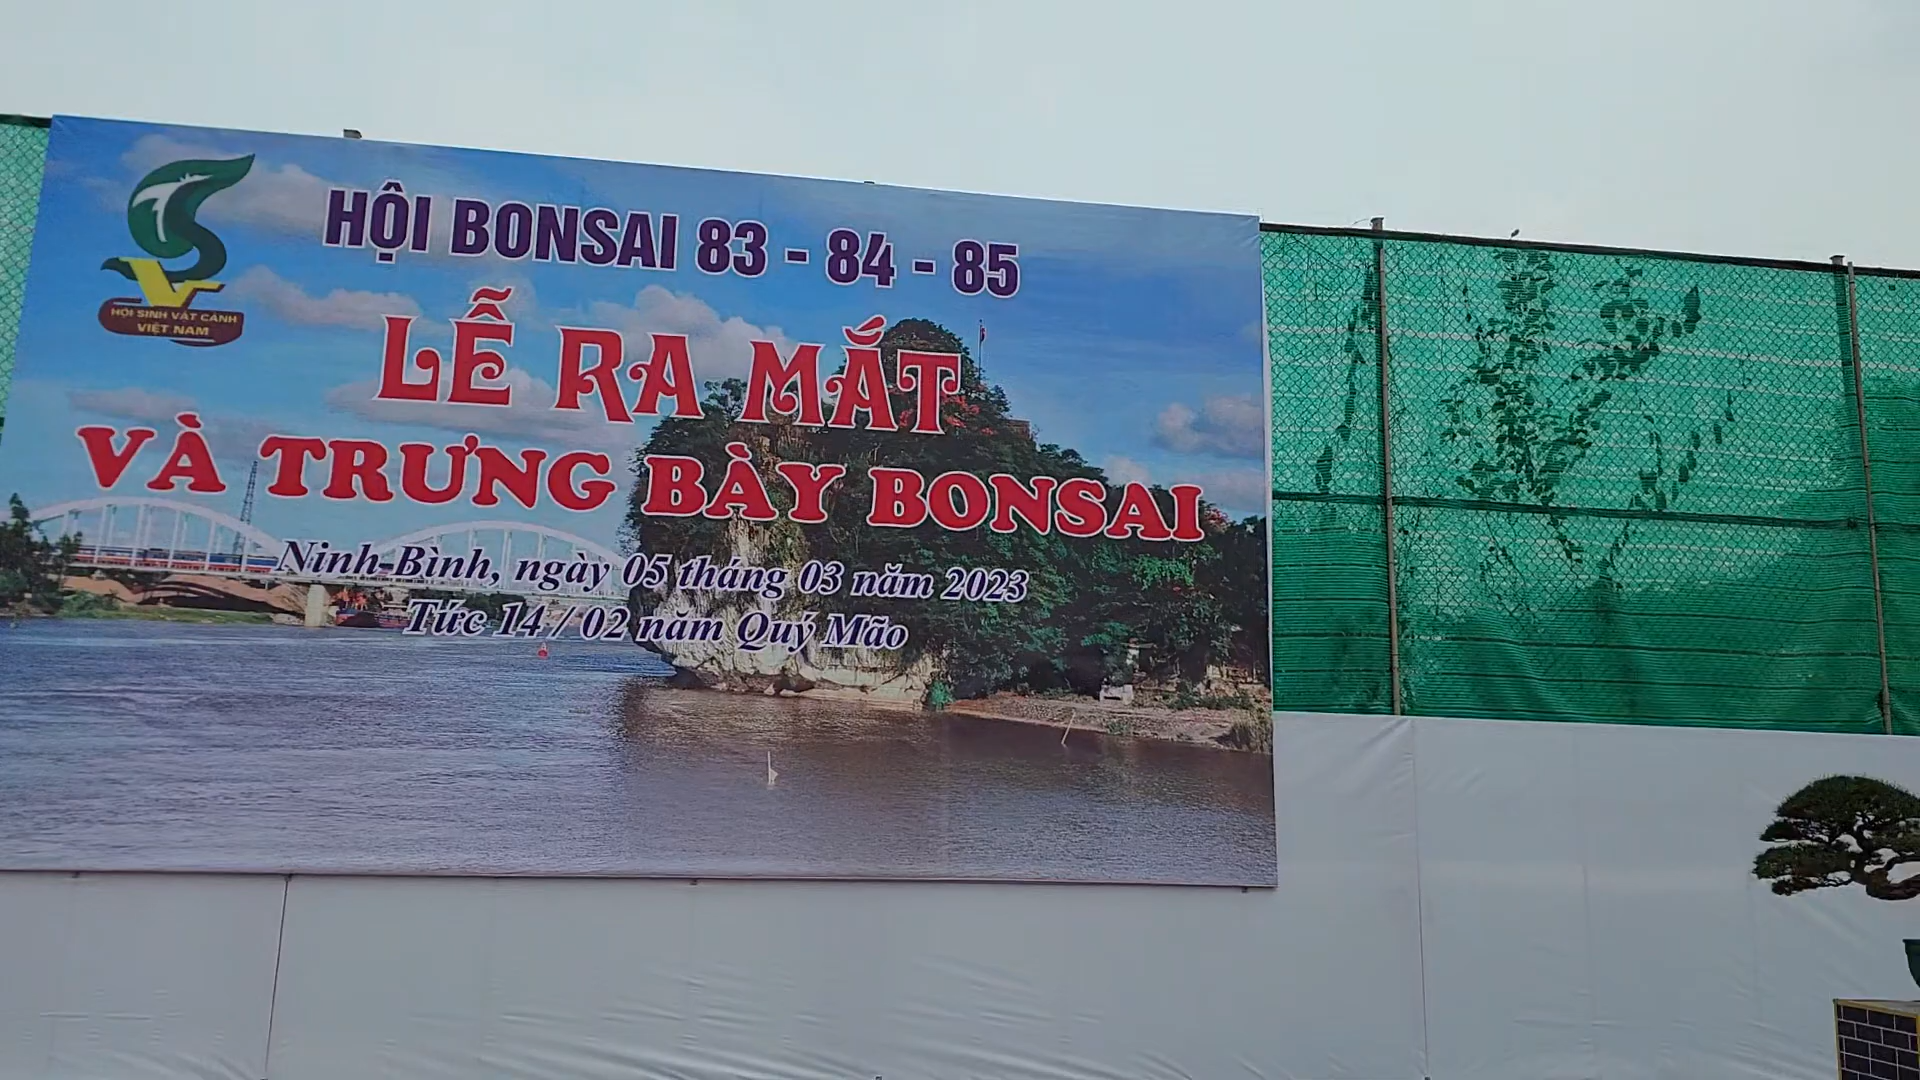 HỘI SINH VẬT CẢNH
VIỆT NAM
HỘI BONSAI 83 - 84 - 85
LỄ RA MẮT
VÀ TRƯNG BÀY BONSAI
Ninh Bình, ngày 05 tháng 03 năm 2023
Tức 14 / 02 năm Quý Mão